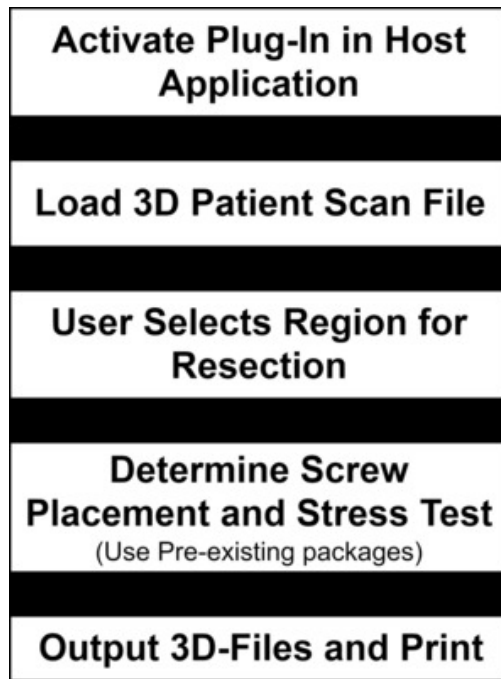 Activate Plug-In in Host
Application
Load 3D Patient Scan File
User Selects Region for
Resection
Determine Screw
Placement and Stress Test
(Use Pre-existing packages)
Output 3D-Files and Print